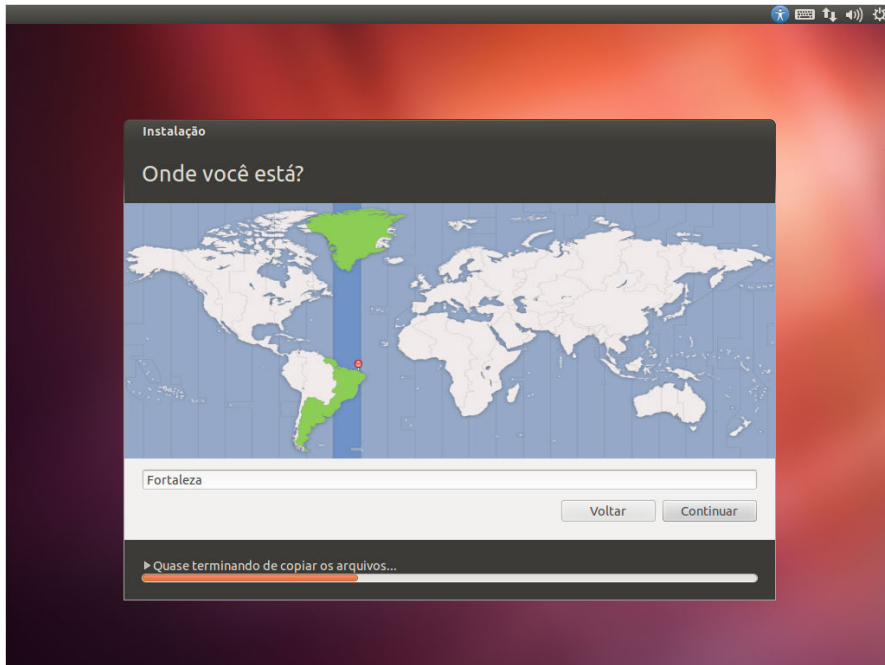 Instalação
Onde você está?
Fortaleza
Voltar Continuar
Quase terminando de copiar os arquivos...